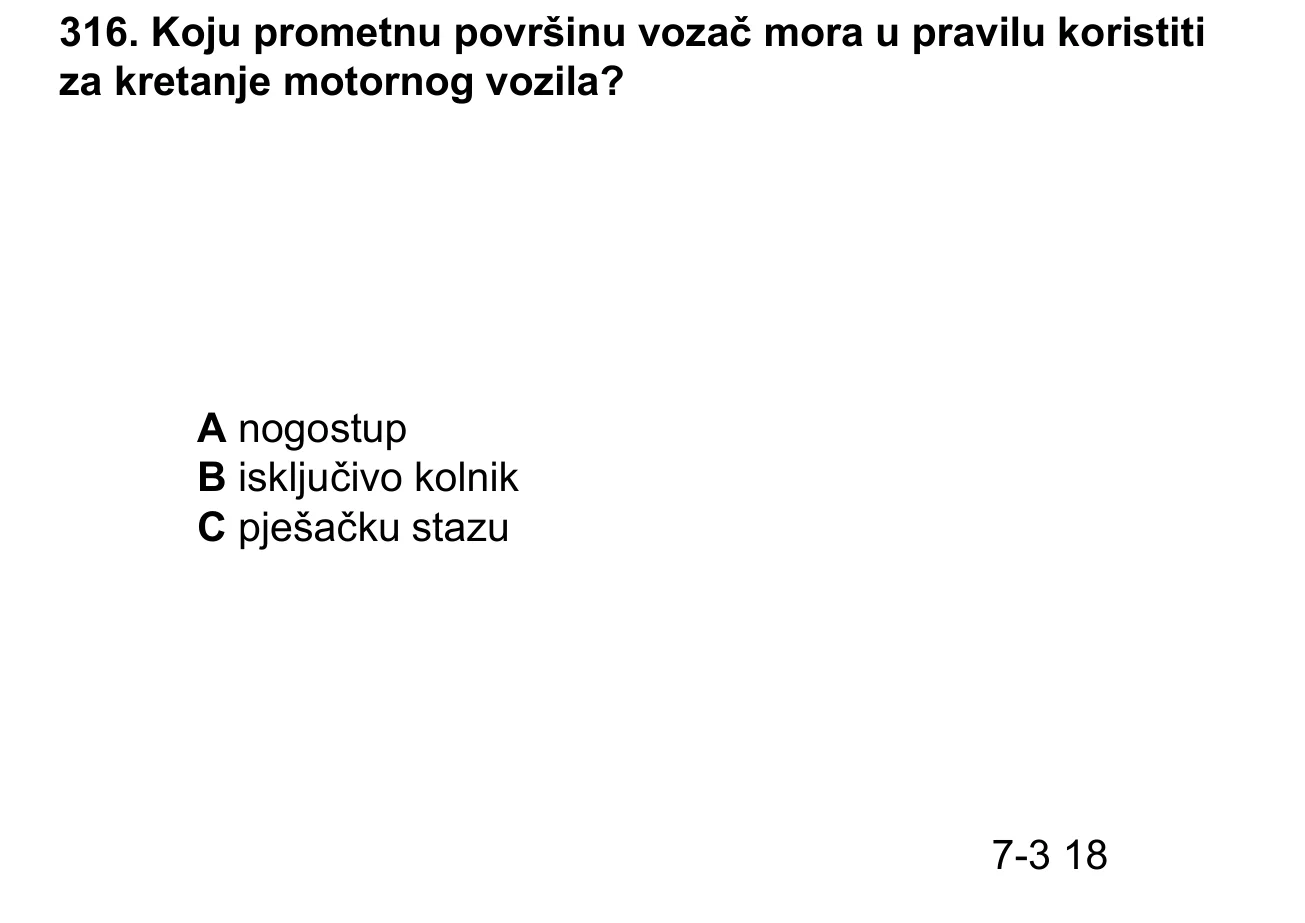 316. Koju prometnu površinu vozač mora u pravilu koristiti
za kretanje motornog vozila?
A nogostup
B isključivo kolnik
C pješačku stazu
7-3 18